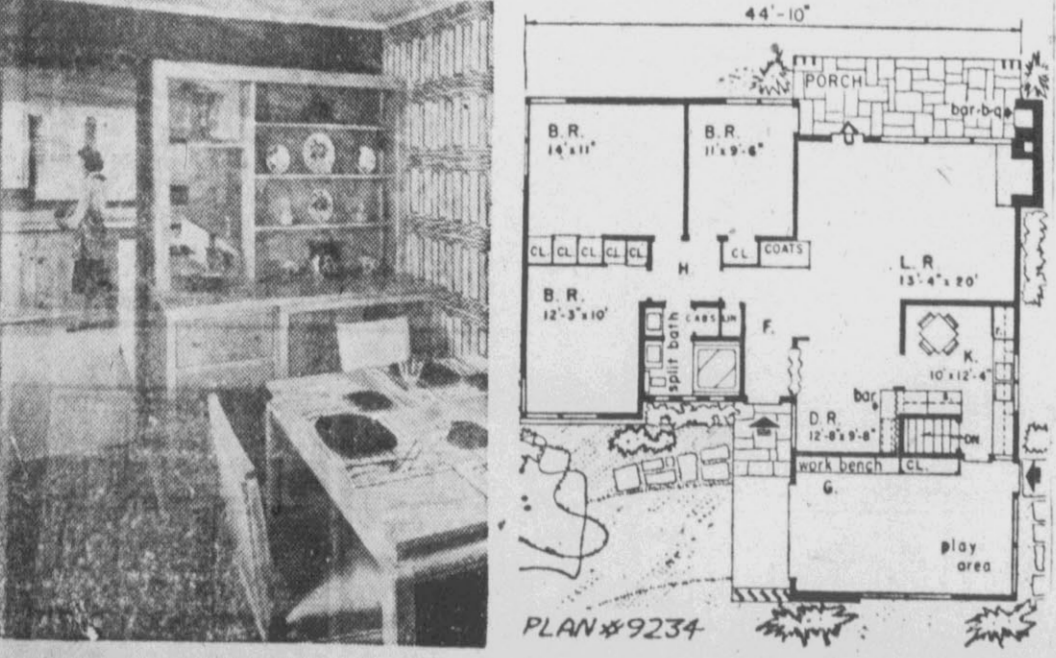 44'-10"
PORCH
bar-b-q
B.R.
14'x11"
B.R.
11'x9'-6"
CL. CL. CL. CL. CL.
CL. COATS
H
L.R.
13'-4"x20'
B.R.
12'-3"x10'
CABS LIN
split bath
F.
K.
10'x12'-4"
bar
D.R.
12'-8"x9'-8"
DN
work bench CL.
G.
play
area
PLAN #9234